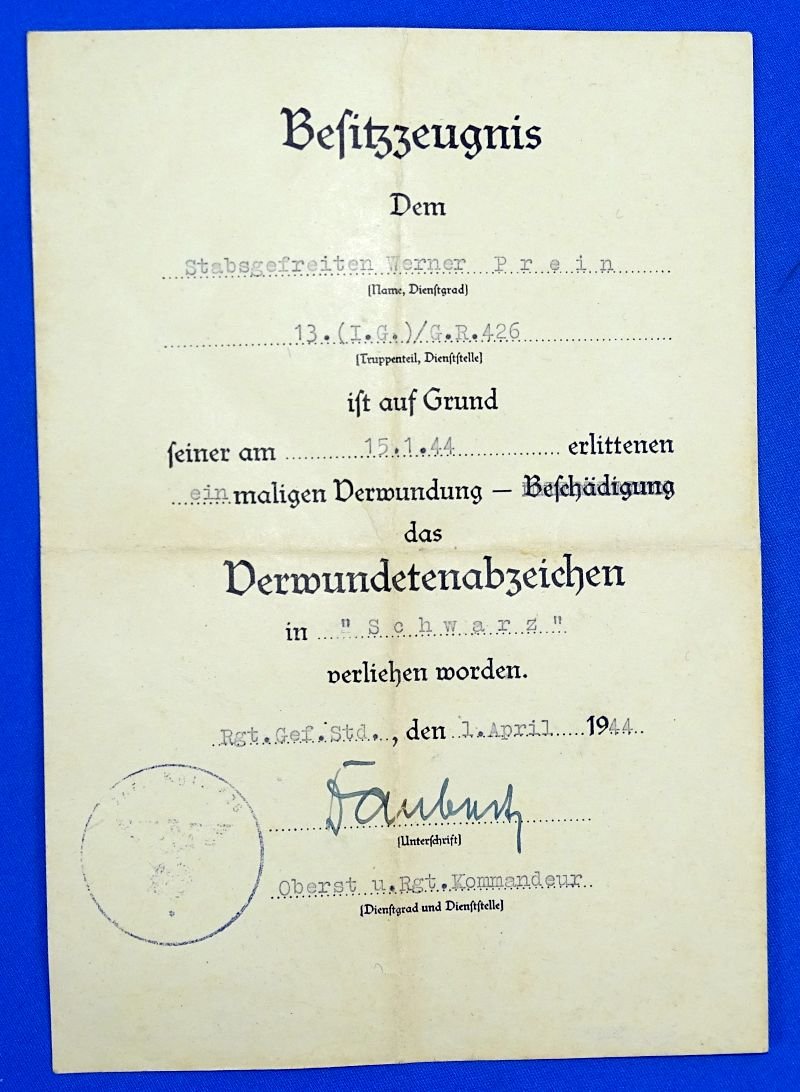 Besitzzeugnis
Dem
Stabsgefreiten Werner Prein
(Name, Dienstgrad)
13.(I.G.)/G.R.426
(Truppenteil, Dienststelle)
ist auf Grund
seiner am 15.1.44 erlittenen
ein maligen Verwundung — Beschädigung
das
Verwundetenabzeichen
in "Schwarz"
verliehen worden.
Rgt.Gef.Std., den 1.April 1944
(Unterschrift)
Oberst u.Rgt.Kommandeur
(Dienstgrad und Dienststelle)